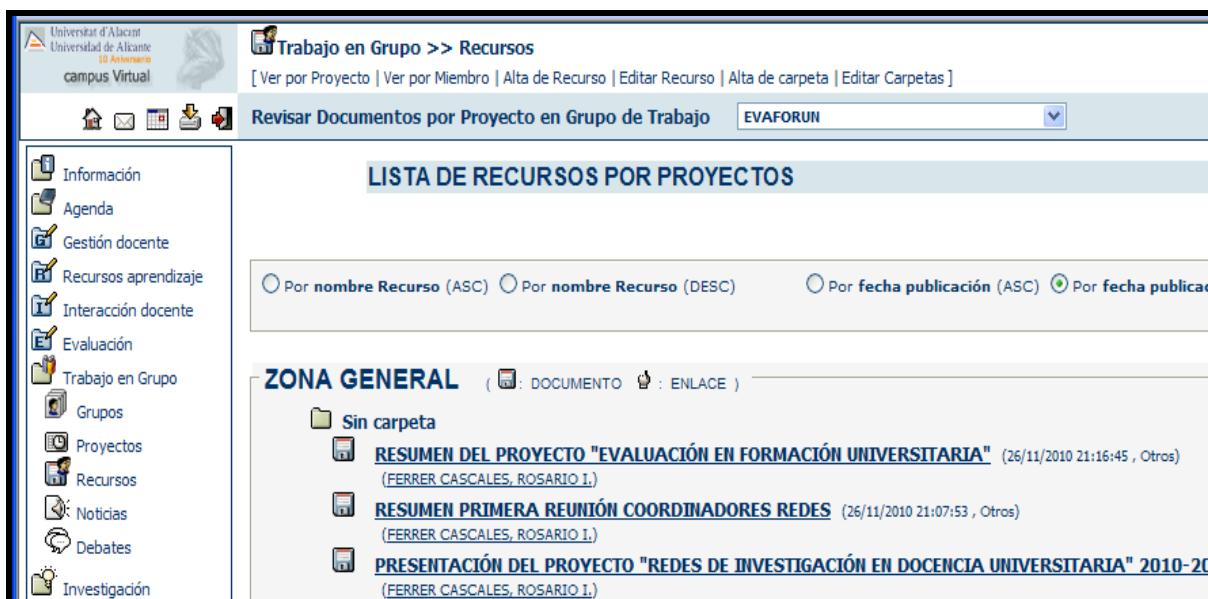 Universitat d'Alacant
Universidad de Alicante
10 Aniversario
campus Virtual
Trabajo en Grupo >> Recursos
[ Ver por Proyecto | Ver por Miembro | Alta de Recurso | Editar Recurso | Alta de carpeta | Editar Carpetas ]
Revisar Documentos por Proyecto en Grupo de Trabajo EVAFORUN
Información
Agenda
Gestión docente
Recursos aprendizaje
Interacción docente
Evaluación
Trabajo en Grupo
Grupos
Proyectos
Recursos
Noticias
Debates
Investigación
LISTA DE RECURSOS POR PROYECTOS
Por nombre Recurso (ASC) Por nombre Recurso (DESC) Por fecha publicación (ASC) Por fecha publicac
ZONA GENERAL ( : DOCUMENTO : ENLACE )
Sin carpeta
RESUMEN DEL PROYECTO "EVALUACIÓN EN FORMACIÓN UNIVERSITARIA" (26/11/2010 21:16:45 , Otros)
(FERRER CASCALES, ROSARIO I.)
RESUMEN PRIMERA REUNIÓN COORDINADORES REDES (26/11/2010 21:07:53 , Otros)
(FERRER CASCALES, ROSARIO I.)
PRESENTACIÓN DEL PROYECTO "REDES DE INVESTIGACIÓN EN DOCENCIA UNIVERSITARIA" 2010-20
(FERRER CASCALES, ROSARIO I.)